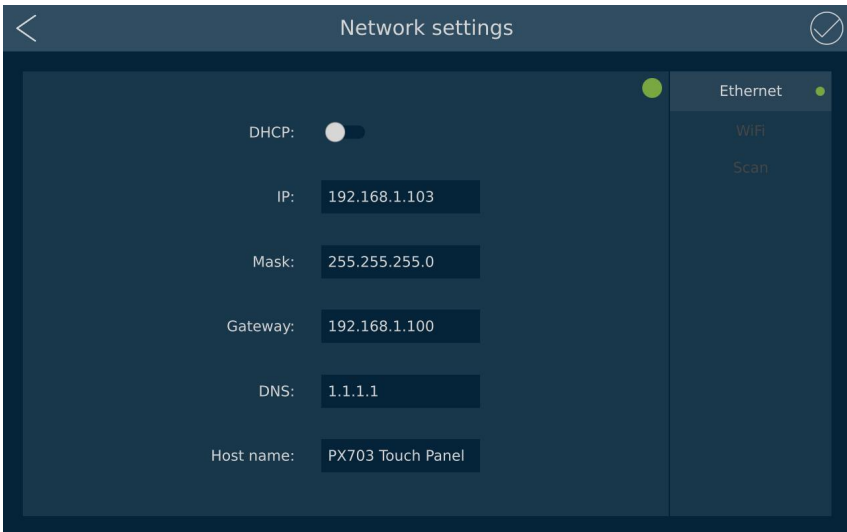 Network settings
Ethernet
WiFi
Scan
DHCP:
IP: 192.168.1.103
Mask: 255.255.255.0
Gateway: 192.168.1.100
DNS: 1.1.1.1
Host name: PX703 Touch Panel